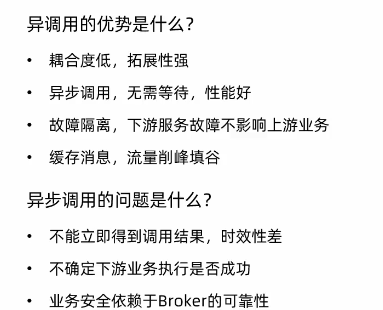 异调用的优势是什么？
• 耦合度低，拓展性强
• 异步调用，无需等待，性能好
• 故障隔离，下游服务故障不影响上游业务
• 缓存消息，流量削峰填谷
异步调用的问题是什么？
• 不能立即得到调用结果，时效性差
• 不确定下游业务执行是否成功
• 业务安全依赖于Broker的可靠性